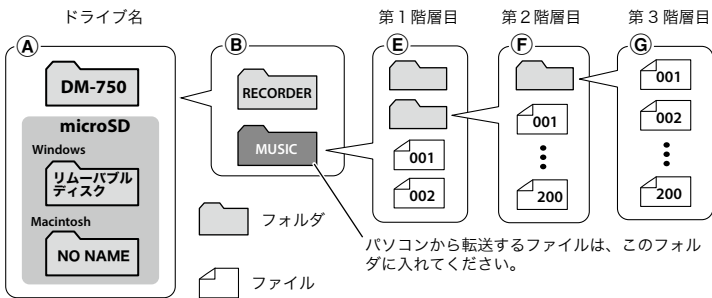 ドライブ名
第1階層目
第2階層目
第3階層目
A
DM-750
microSD
Windows
リムーバブル
ディスク
Macintosh
NO NAME
B
RECORDER
MUSIC
E
001
002
F
001
200
G
001
002
200
フォルダ
ファイル
パソコンから転送するファイルは、このフォル
ダに入れてください。